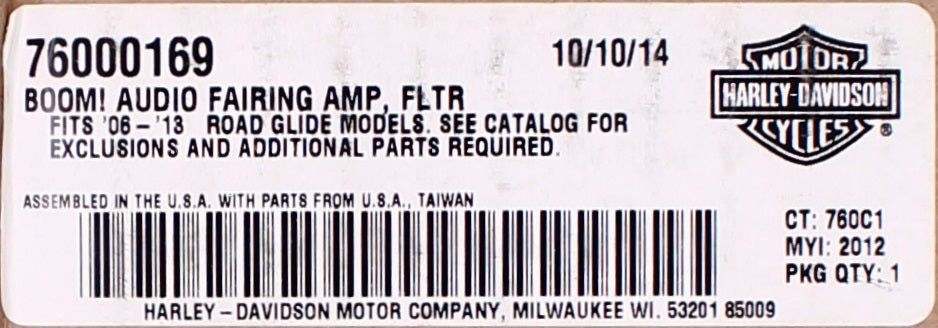 76000169 10/10/14
BOOM! AUDIO FAIRING AMP, FLTR
FITS '06-'13 ROAD GLIDE MODELS. SEE CATALOG FOR
EXCLUSIONS AND ADDITIONAL PARTS REQUIRED.
MOTOR
HARLEY-DAVIDSON
CYCLES
®
ASSEMBLED IN THE U.S.A. WITH PARTS FROM U.S.A., TAIWAN
CT: 760C1
MYI: 2012
PKG QTY: 1
HARLEY-DAVIDSON MOTOR COMPANY, MILWAUKEE WI. 53201 85009